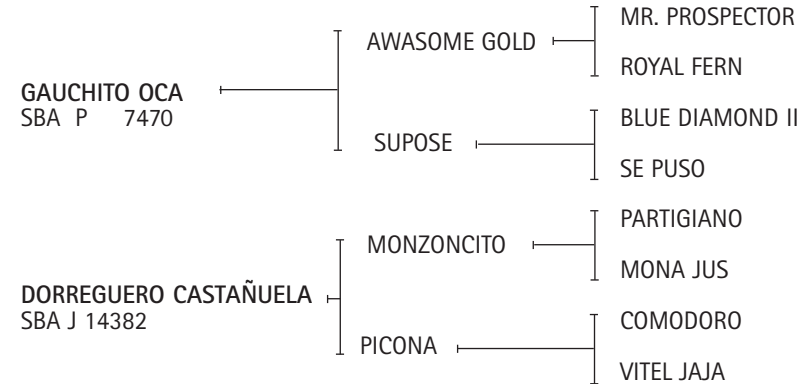 MR. PROSPECTOR
AWASOME GOLD
ROYAL FERN
GAUCHITO OCA
SBA P 7470
BLUE DIAMOND II
SUPOSE
SE PUSO
PARTIGIANO
MONZONCITO
MONA JUS
DORREGUERO CASTAÑUELA
SBA J 14382
COMODORO
PICONA
VITEL JAJA